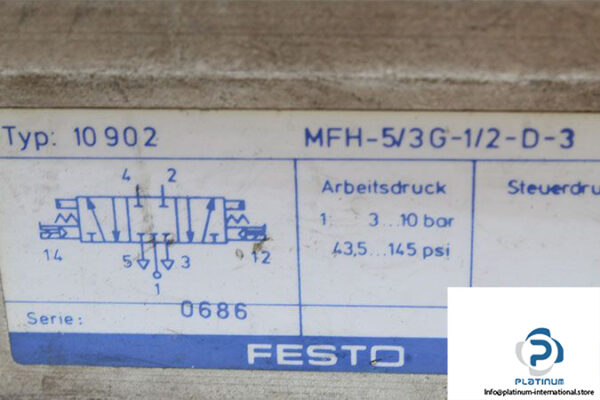 Typ: 10902 MFH-5/3G-1/2-D-3
4 2
14 5 3 12
1
Arbeitsdruck
1: 3...10 bar
43,5...145 psi
Steuerdru
Serie: 0686
FESTO
PLATINUM
Info@platinum-international.store